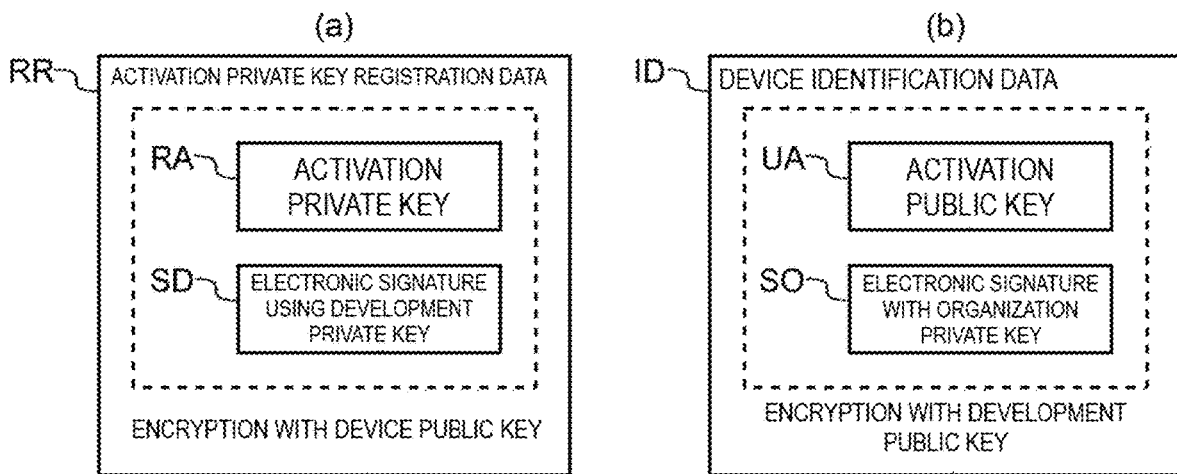 (a)
RR
ACTIVATION PRIVATE KEY REGISTRATION DATA
RA
ACTIVATION
PRIVATE KEY
SD
ELECTRONIC SIGNATURE
USING DEVELOPMENT
PRIVATE KEY
ENCRYPTION WITH DEVICE PUBLIC KEY
(b)
ID
DEVICE IDENTIFICATION DATA
UA
ACTIVATION
PUBLIC KEY
SO
ELECTRONIC SIGNATURE
WITH ORGANIZATION
PRIVATE KEY
ENCRYPTION WITH DEVELOPMENT
PUBLIC KEY